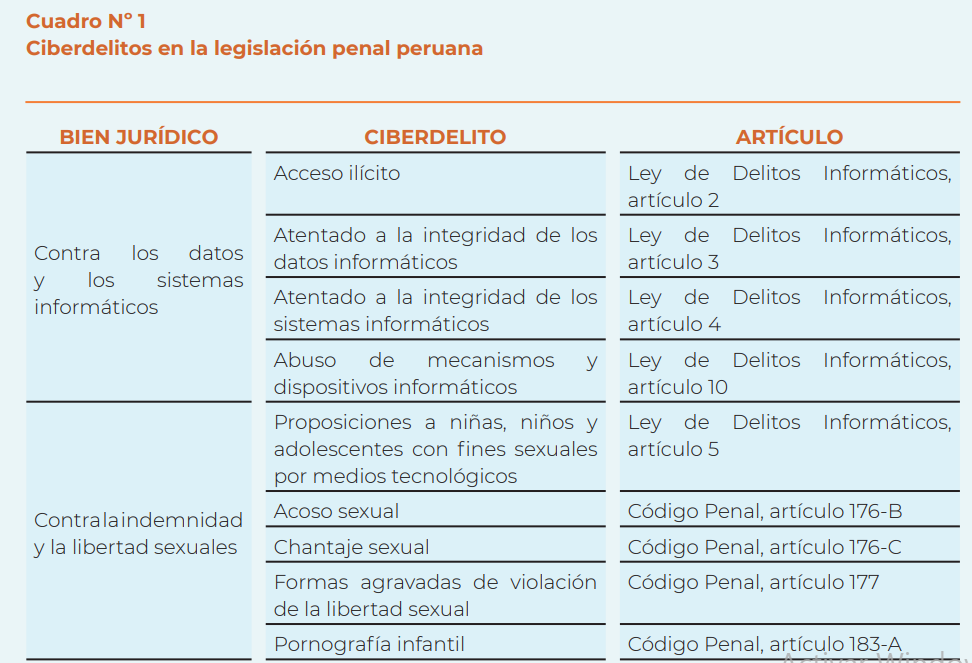 Cuadro Nº 1
Ciberdelitos en la legislación penal peruana
BIEN JURÍDICO
CIBERDELITO
ARTÍCULO
Contra los datos
y los sistemas
informáticos
Acceso ilícito
Ley de Delitos Informáticos,
artículo 2
Atentado a la integridad de los
datos informáticos
Ley de Delitos Informáticos,
artículo 3
Atentado a la integridad de los
sistemas informáticos
Ley de Delitos Informáticos,
artículo 4
Abuso de mecanismos y
dispositivos informáticos
Ley de Delitos Informáticos,
artículo 10
Contra la indemnidad
y la libertad sexuales
Proposiciones a niñas, niños y
adolescentes con fines sexuales
por medios tecnológicos
Ley de Delitos Informáticos,
artículo 5
Acoso sexual
Código Penal, artículo 176-B
Chantaje sexual
Código Penal, artículo 176-C
Formas agravadas de violación
de la libertad sexual
Código Penal, artículo 177
Pornografía infantil
Código Penal, artículo 183-A